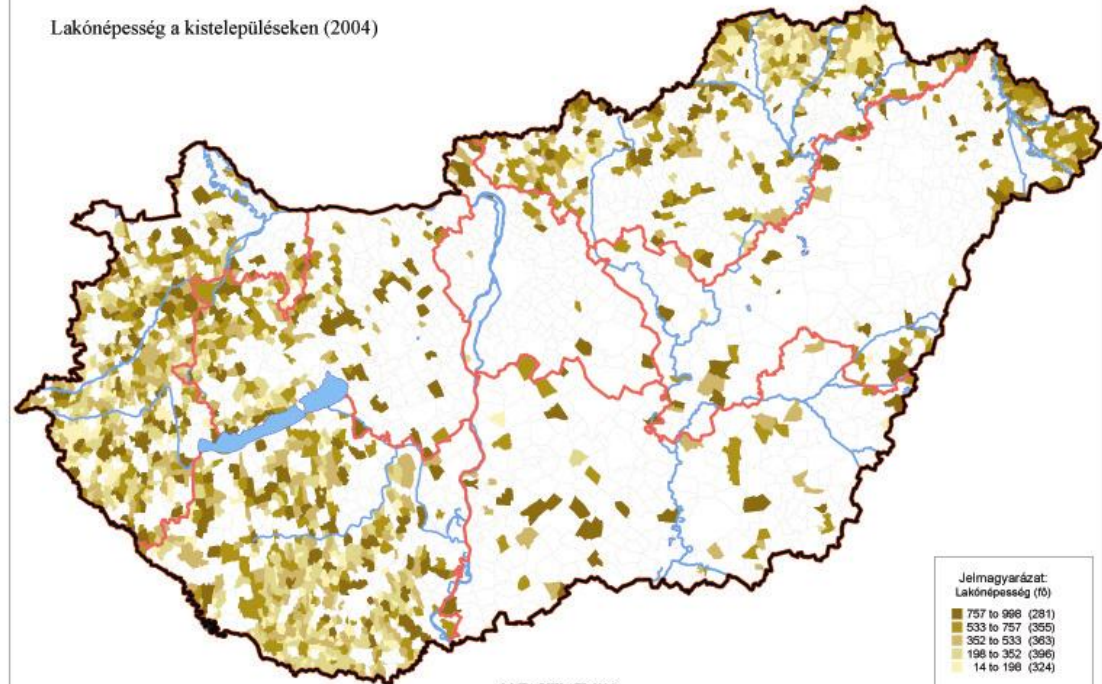 Lakónépesség a kistelepüléseken (2004)
Jelmagyarázat:
Lakónépesség (fő)
757 to 998 (281)
533 to 757 (355)
352 to 533 (363)
198 to 352 (396)
14 to 198 (324)